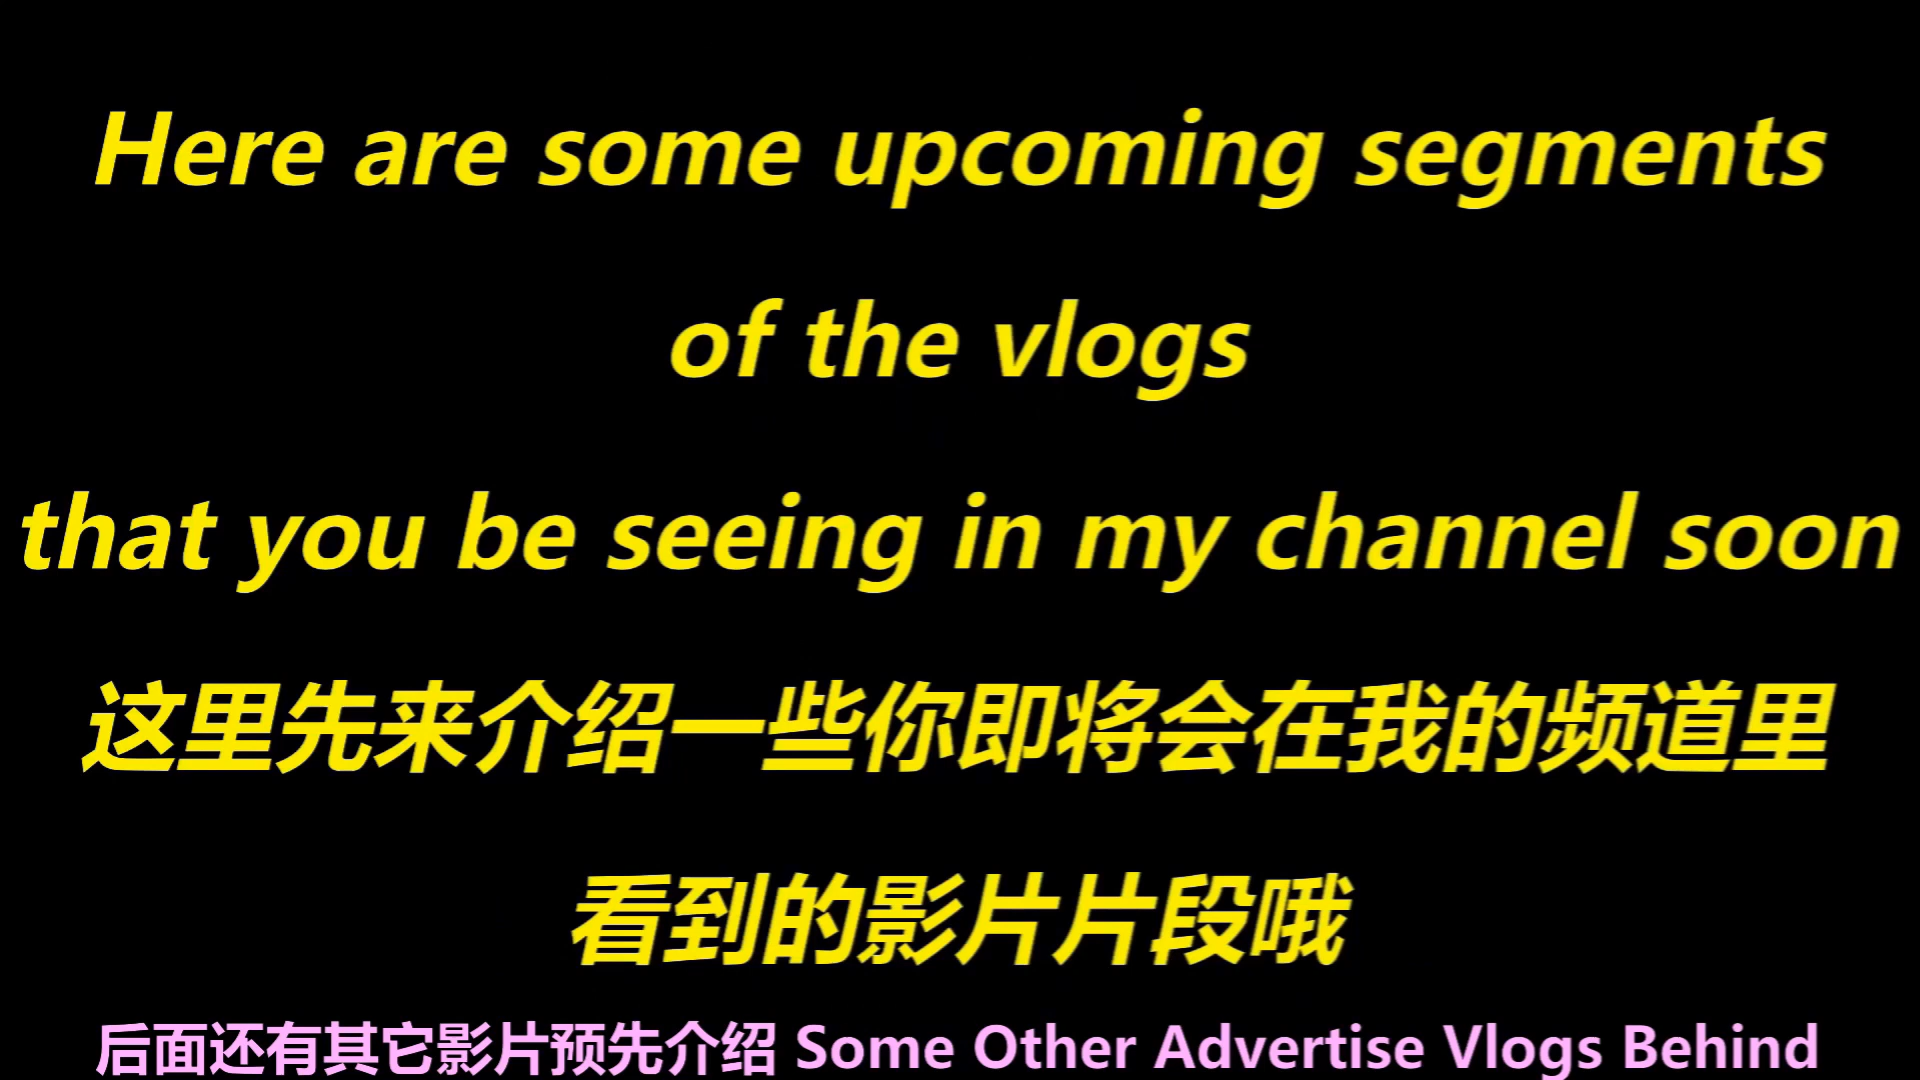 Here are some upcoming segments
of the vlogs
that you be seeing in my channel soon
这里先来介绍一些你即将会在我的频道里
看到的影片片段哦
后面还有其它影片预先介绍 Some Other Advertise Vlogs Behind